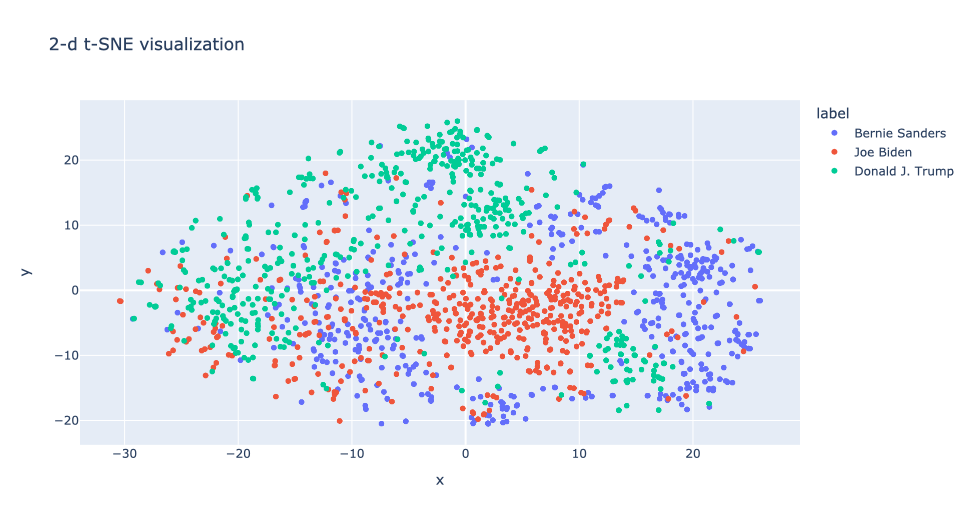 2-d t-SNE visualization
label
Bernie Sanders
Joe Biden
Donald J. Trump
20
10
0
−10
−20
y
−30
−20
−10
0
10
20
x